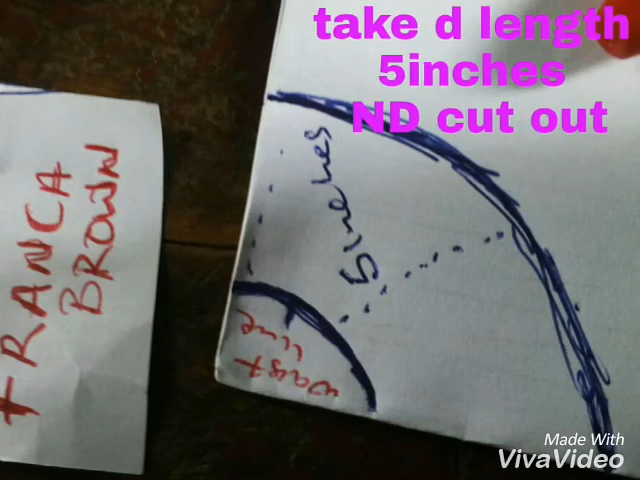 take d length
5inches
ND cut out
5inches
FRANCA
BROWN
waist
line
Made With
VivaVideo